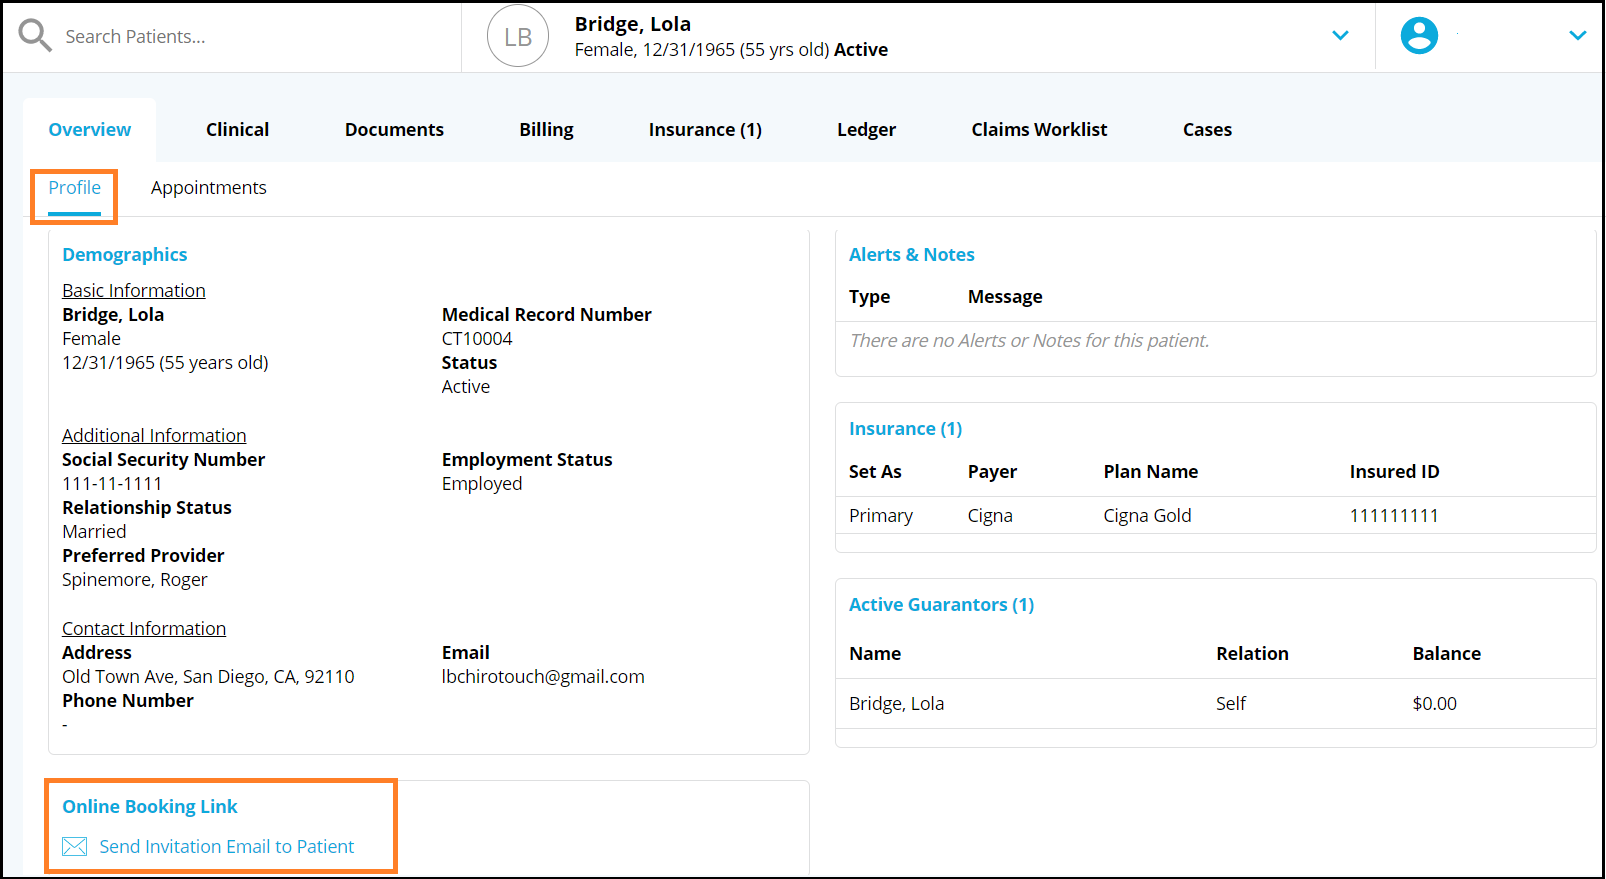 Search Patients...
LB
Bridge, Lola
Female, 12/31/1965 (55 yrs old) Active
Overview Clinical Documents Billing Insurance (1) Ledger Claims Worklist Cases
Profile Appointments
Demographics
Basic Information
Bridge, Lola
Female
12/31/1965 (55 years old)
Medical Record Number
CT10004
Status
Active
Additional Information
Social Security Number
111-11-1111
Relationship Status
Married
Preferred Provider
Spinemore, Roger
Employment Status
Employed
Contact Information
Address
Old Town Ave, San Diego, CA, 92110
Phone Number
-
Email
lbchirotouch@gmail.com
Online Booking Link
Send Invitation Email to Patient
Alerts & Notes
Type Message
There are no Alerts or Notes for this patient.
Insurance (1)
Set As Payer Plan Name Insured ID
Primary Cigna Cigna Gold 111111111
Active Guarantors (1)
Name Relation Balance
Bridge, Lola Self $0.00